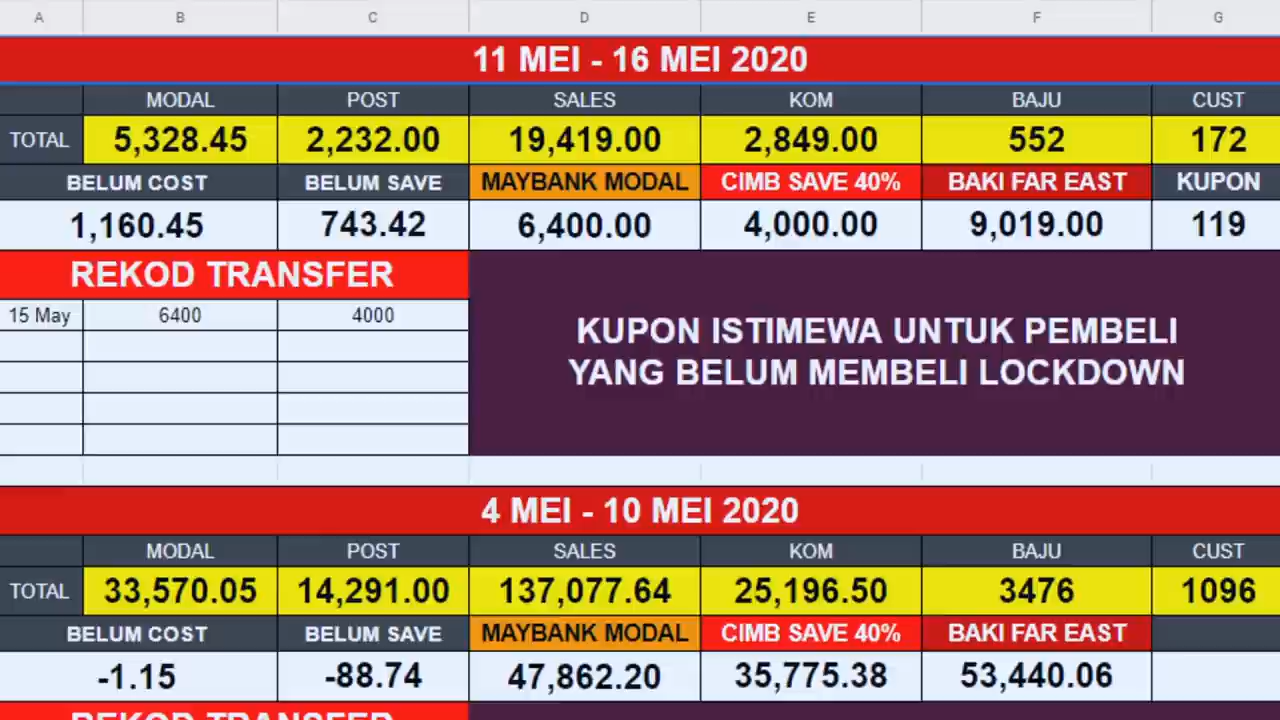 A B C D E F G
11 MEI - 16 MEI 2020
MODAL POST SALES KOM BAJU CUST
TOTAL 5,328.45 2,232.00 19,419.00 2,849.00 552 172
BELUM COST BELUM SAVE MAYBANK MODAL CIMB SAVE 40% BAKI FAR EAST KUPON
1,160.45 743.42 6,400.00 4,000.00 9,019.00 119
REKOD TRANSFER
15 May 6400 4000
KUPON ISTIMEWA UNTUK PEMBELI
YANG BELUM MEMBELI LOCKDOWN
4 MEI - 10 MEI 2020
MODAL POST SALES KOM BAJU CUST
TOTAL 33,570.05 14,291.00 137,077.64 25,196.50 3476 1096
BELUM COST BELUM SAVE MAYBANK MODAL CIMB SAVE 40% BAKI FAR EAST
-1.15 -88.74 47,862.20 35,775.38 53,440.06
REKOD TRANSFER